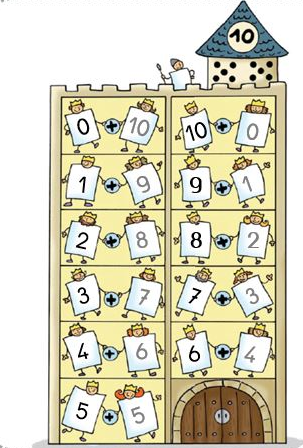 10
0 + 10 10 + 0
1 + 9 9 + 1
2 + 8 8 + 2
3 + 7 7 + 3
4 + 6 6 + 4
5 + 5